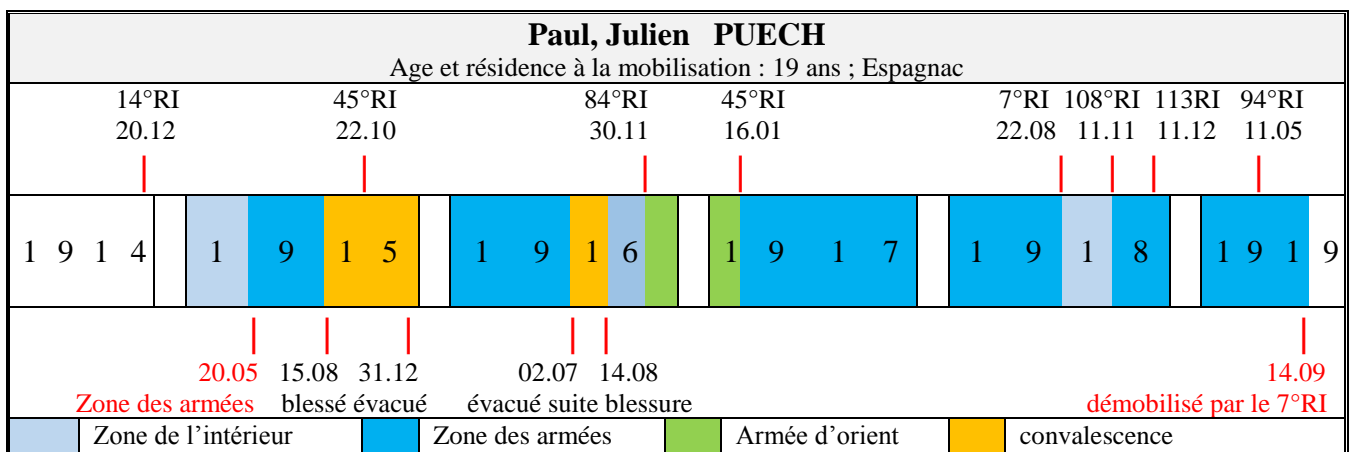 Paul, Julien PUECH
Age et résidence à la mobilisation : 19 ans ; Espagnac
14°RI 45°RI 84°RI 45°RI 7°RI 108°RI 113RI 94°RI
20.12 22.10 30.11 16.01 22.08 11.11 11.12 11.05
1 9 1 4 1 9 1 5 1 9 1 6 1 9 1 7 1 9 1 8 1 9 1 9
20.05 15.08 31.12 02.07 14.08 14.09
Zone des armées blessé évacué évacué suite blessure démobilisé par le 7°RI
Zone de l’intérieur Zone des armées Armée d’orient convalescence